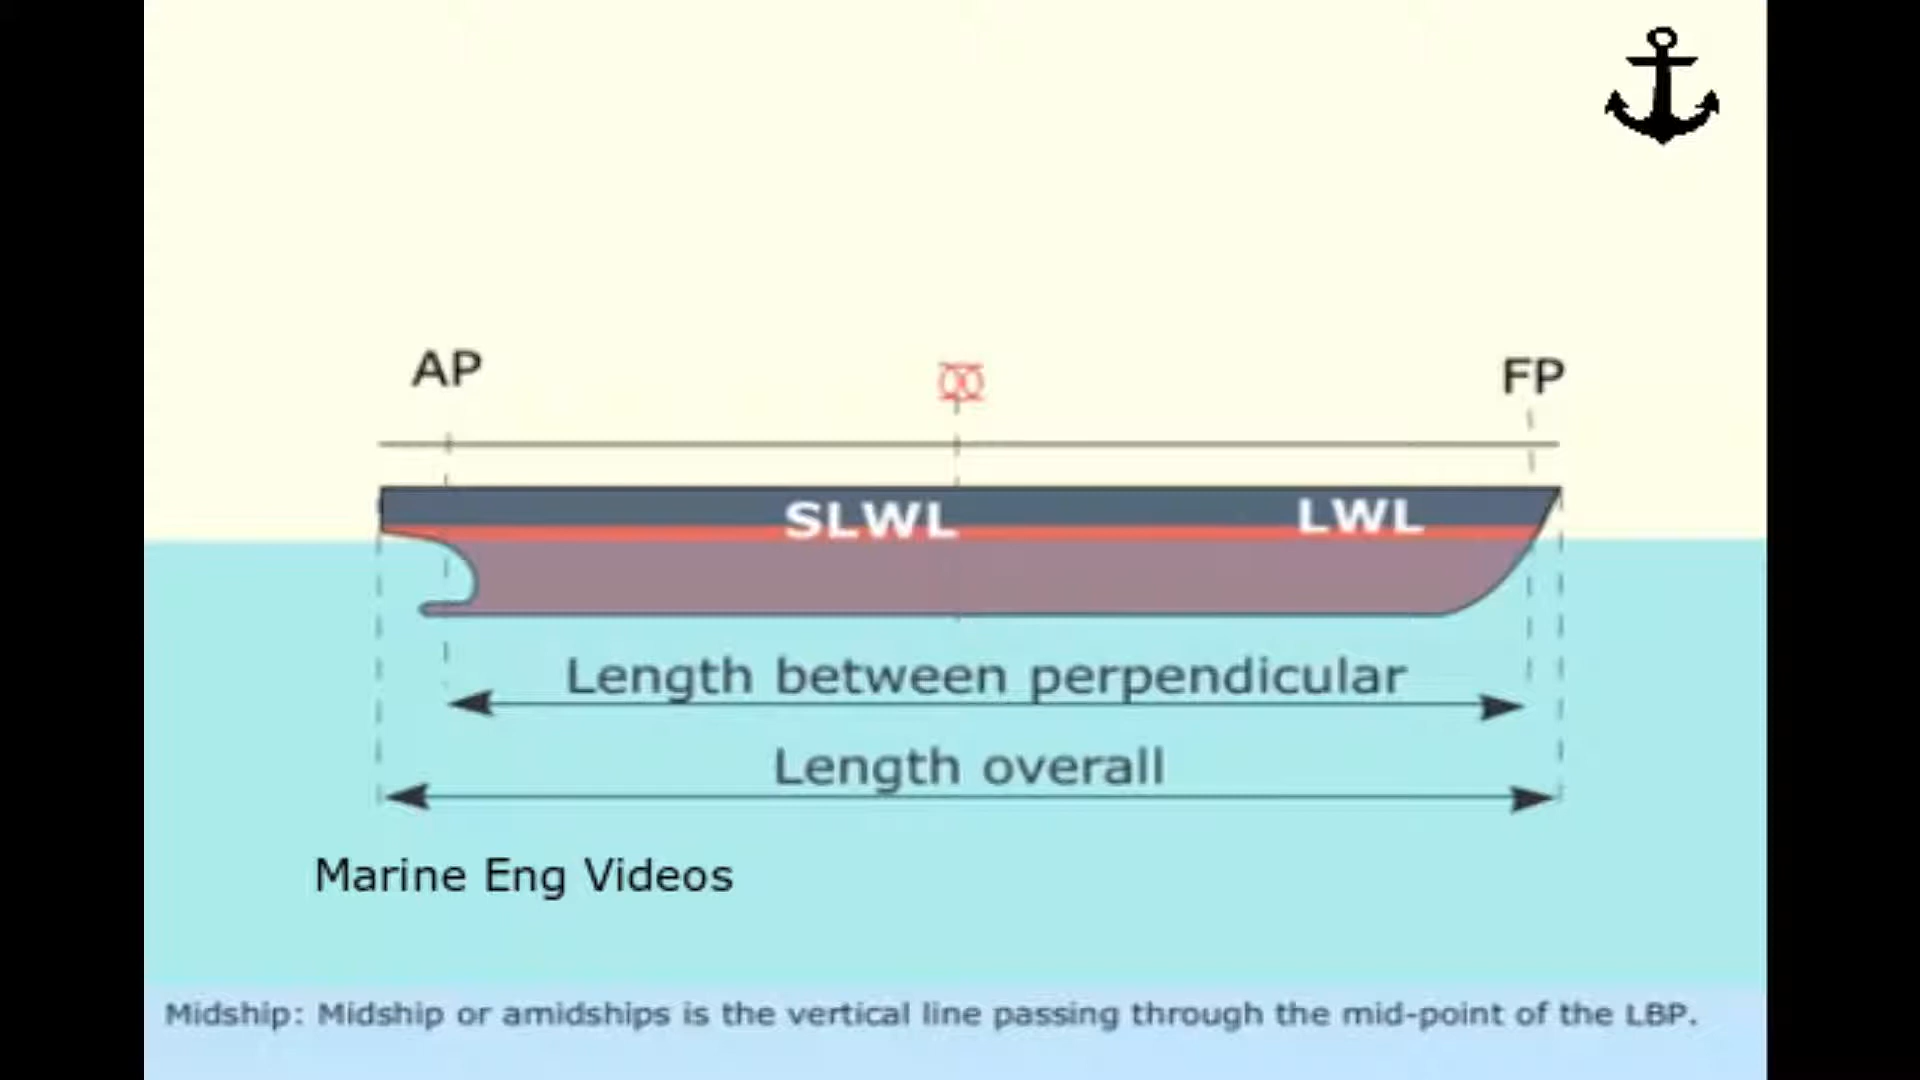 AP
FP
SLWL
LWL
Length between perpendicular
Length overall
Marine Eng Videos
Midship: Midship or amidships is the vertical line passing through the mid-point of the LBP.